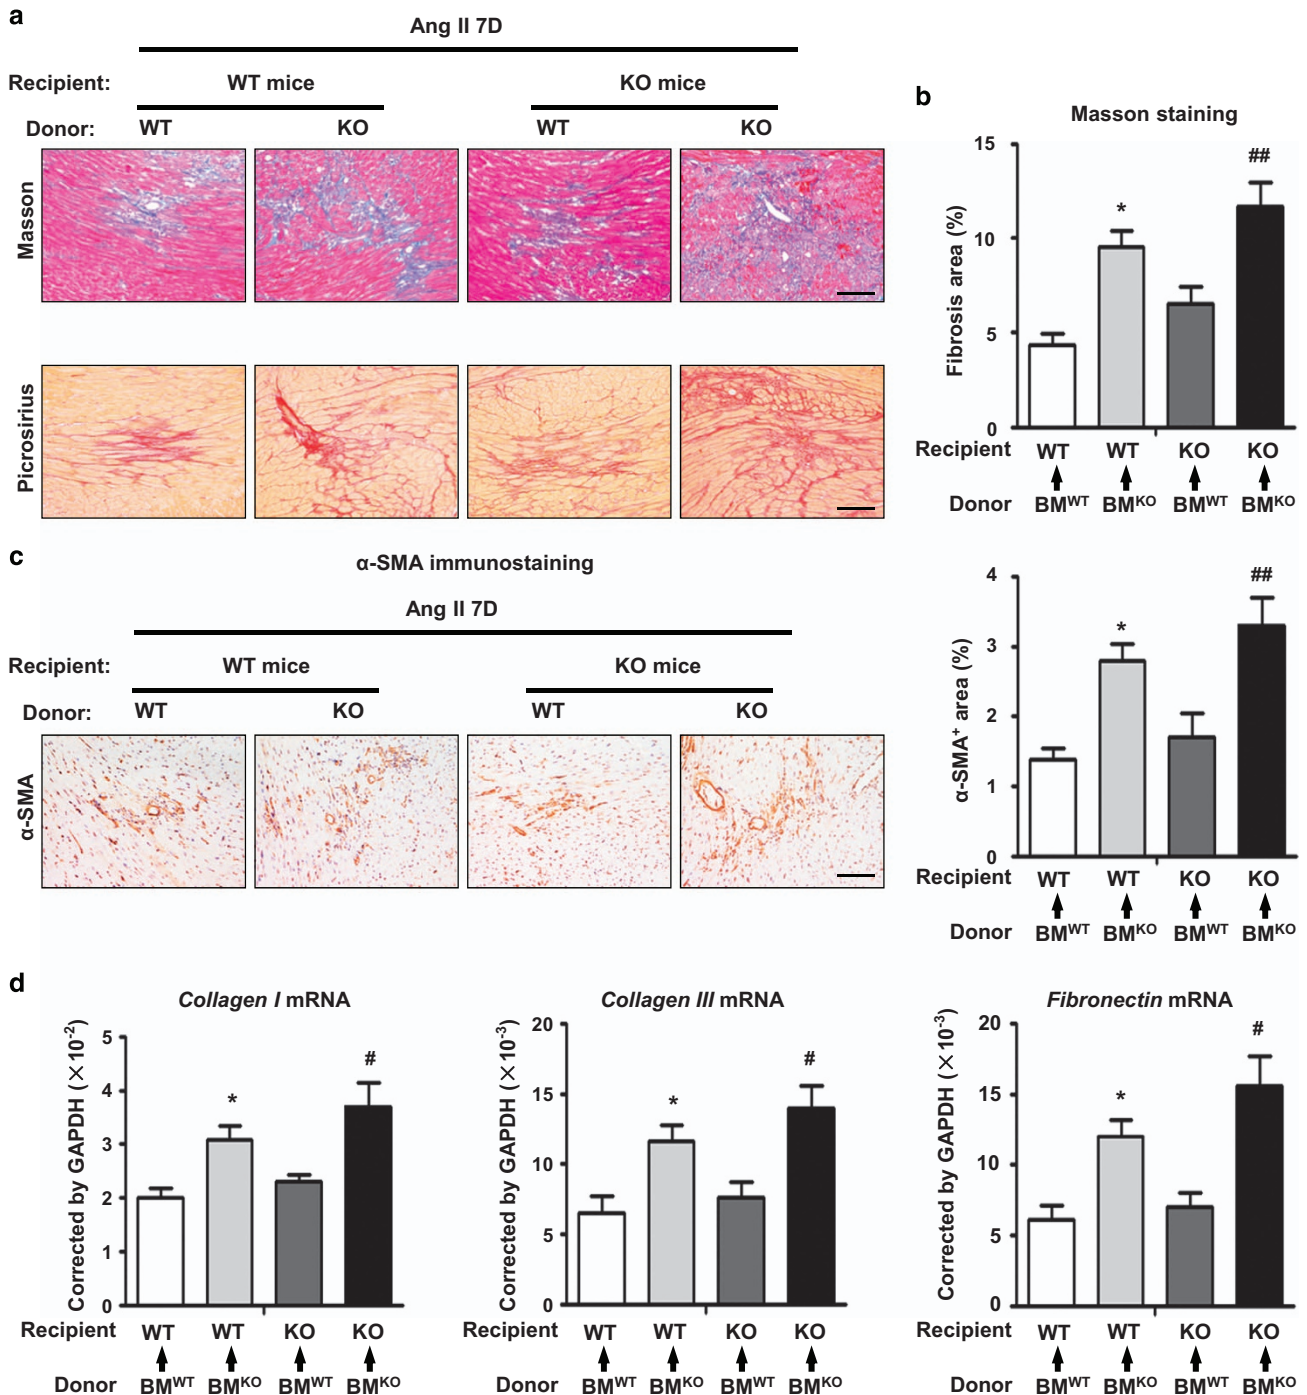 a
Ang II 7D
Recipient: WT mice KO mice
Donor: WT KO WT KO
Masson
Picrosirius
b
Masson staining
Fibrosis area (%)
15
10
5
0
Recipient WT WT KO KO
Donor BMWT BMKO BMWT BMKO
*
##
c
α-SMA immunostaining
Ang II 7D
Recipient: WT mice KO mice
Donor: WT KO WT KO
α-SMA
α-SMA+ area (%)
4
3
2
1
0
*
##
Recipient WT WT KO KO
Donor BMWT BMKO BMWT BMKO
d
Collagen I mRNA
Corrected by GAPDH (×10-2)
5
4
3
2
1
0
*
#
Recipient WT WT KO KO
Donor BMWT BMKO BMWT BMKO
Collagen III mRNA
Corrected by GAPDH (×10-3)
20
15
10
5
0
*
#
Recipient WT WT KO KO
Donor BMWT BMKO BMWT BMKO
Fibronectin mRNA
Corrected by GAPDH (×10-3)
20
15
10
5
0
*
#
Recipient WT WT KO KO
Donor BMWT BMKO BMWT BMKO